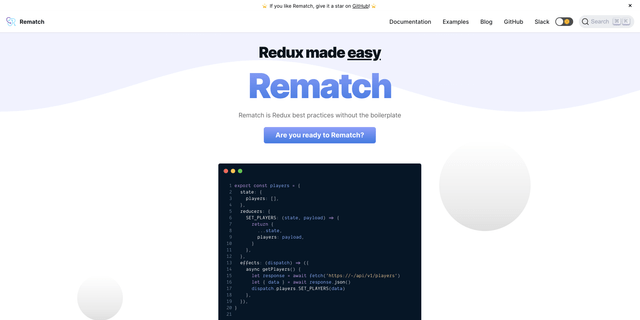 ⭐️ If you like Rematch, give it a star on GitHub! ⭐️
Rematch
Documentation Examples Blog GitHub Slack Search ⌘ K
Redux made easy
Rematch
Rematch is Redux best practices without the boilerplate
Are you ready to Rematch?
1 export const players = {
2 state: {
3 players: [],
4 },
5 reducers: {
6 SET_PLAYERS: (state, payload) => {
7 return {
8 ...state,
9 players: payload,
10 }
11 },
12 },
13 effects: (dispatch) => ({
14 async getPlayers() {
15 let response = await fetch('https://~/api/v1/players')
16 let { data } = await response.json()
17 dispatch.players.SET_PLAYERS(data)
18 },
19 }),
20 }
21